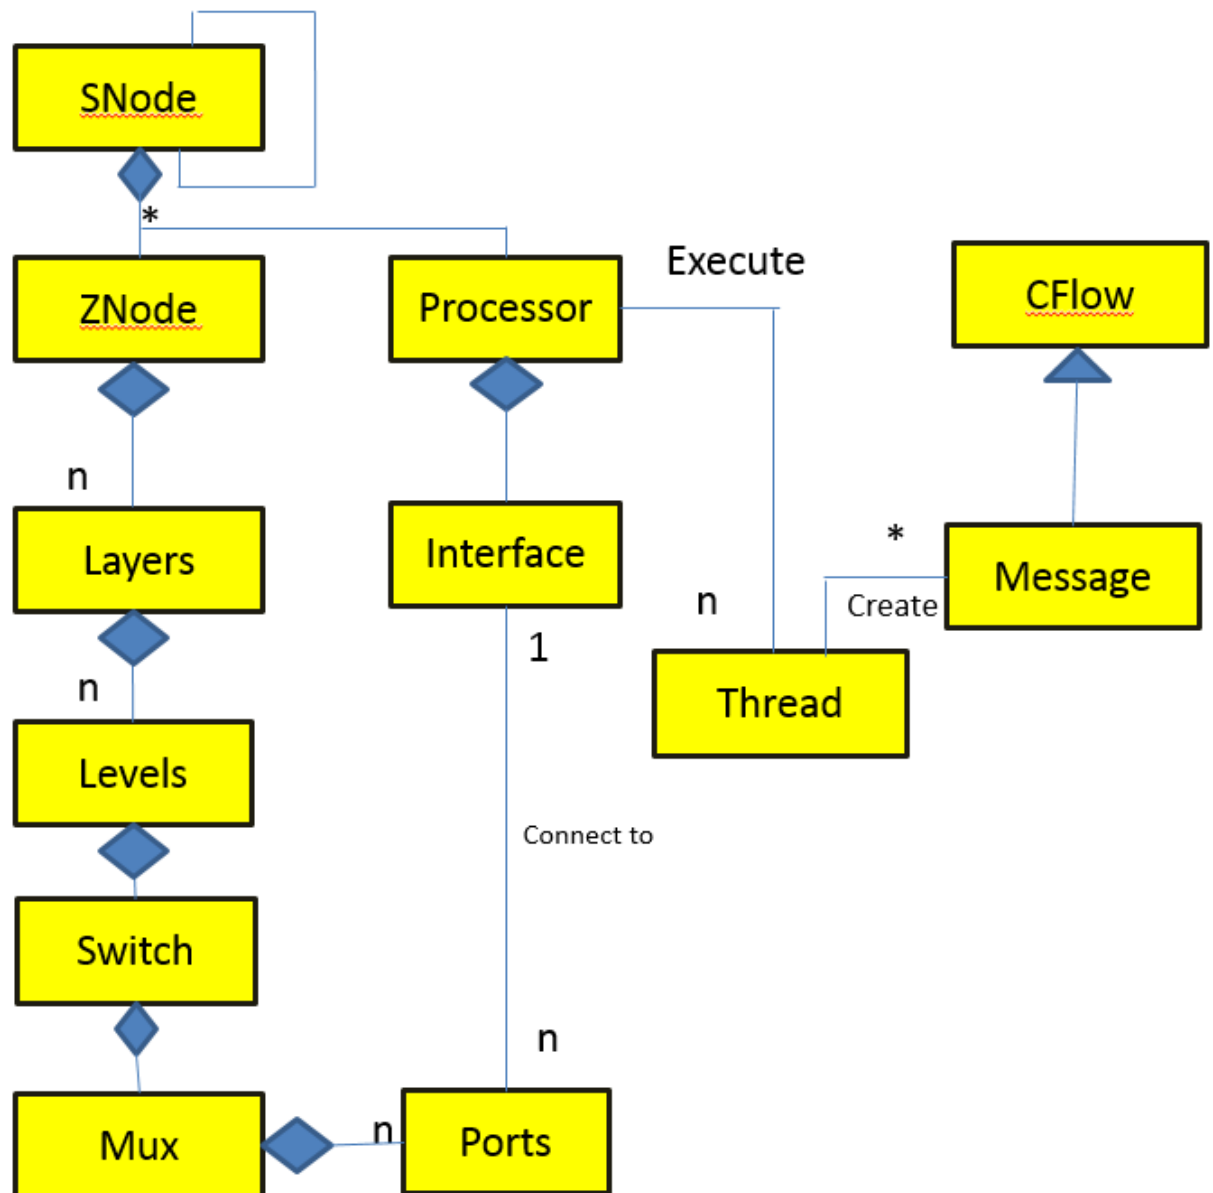 SNode
*
ZNode
Processor
Execute
CFlow
n
Layers
Interface
*
Message
Create
n
1
Thread
n
Levels
Connect to
Switch
n
Mux
n
Ports